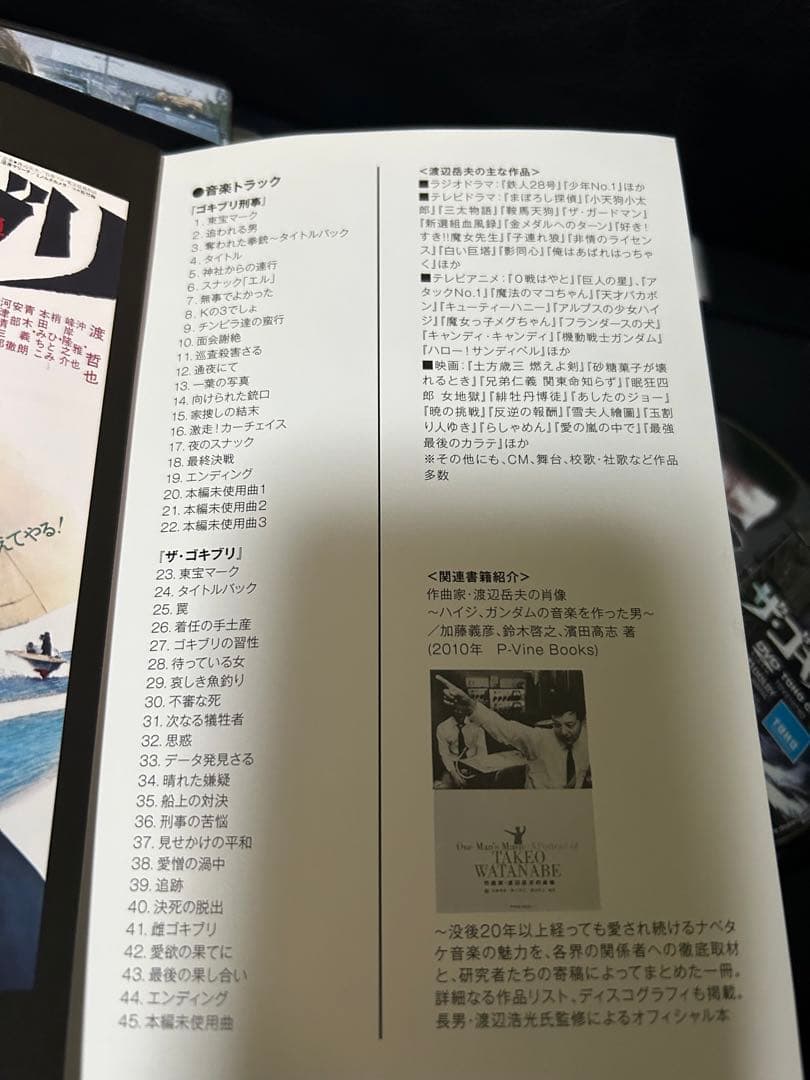 ●音楽トラック
『ゴキブリ刑事』
1. 東宝マーク
2. 追われる男
3. 奪われた拳銃～タイトルバック
4. タイトル
5. 神社からの連行
6. スナック「エル」
7. 無事でよかった
8. Kの3でしょ
9. チンピラ達の蛮行
10. 面会謝絶
11. 巡査殺害さる
12. 通夜にて
13. 一葉の写真
14. 向けられた銃口
15. 家捜しの結末
16. 激走！カーチェイス
17. 夜のスナック
18. 最終決戦
19. エンディング
20. 本編未使用曲1
21. 本編未使用曲2
22. 本編未使用曲3
『ザ・ゴキブリ』
23. 東宝マーク
24. タイトルバック
25. 罠
26. 着任の手土産
27. ゴキブリの習性
28. 待っている女
29. 哀しき魚釣り
30. 不審な死
31. 次なる犠牲者
32. 思惑
33. データ発見さる
34. 晴れた嫌疑
35. 船上の対決
36. 刑事の苦悩
37. 見せかけの平和
38. 愛憎の渦中
39. 追跡
40. 決死の脱出
41. 雌ゴキブリ
42. 愛欲の果てに
43. 最後の果し合い
44. エンディング
45. 本編未使用曲
＜渡辺岳夫の主な作品＞
■ラジオドラマ：『鉄人28号』『少年No.1』ほか
■テレビドラマ：『まぼろし探偵』『小天狗小太
郎』『三太物語』『鞍馬天狗』『ザ・ガードマン』
『新選組血風録』『金メダルへのターン』『好き！
すき!!魔女先生』『子連れ狼』『非情のライセン
ス』『白い巨塔』『影同心』『俺はあばれはっちゃ
く』ほか
■テレビアニメ：『0戦はやと』『巨人の星』、『ア
タックNo.1』『魔法のマコちゃん』『天才バカボ
ン』『キューティーハニー』『アルプスの少女ハイ
ジ』『魔女っ子メグちゃん』『フランダースの犬』
『キャンディ・キャンディ』『機動戦士ガンダム』
『ハロー！サンディベル』ほか
■映画：『土方歳三 燃えよ剣』『砂糖菓子が壊
れるとき』『兄弟仁義 関東命知らず』『眠狂四
郎 女地獄』『緋牡丹博徒』『あしたのジョー』
『暁の挑戦』『反逆の報酬』『雪夫人繪圖』『玉割
り人ゆき』『らしゃめん』『愛の嵐の中で』『最強
最後のカラテ』ほか
※その他にも、CM、舞台、校歌・社歌など作品
多数
＜関連書籍紹介＞
作曲家・渡辺岳夫の肖像
～ハイジ、ガンダムの音楽を作った男～
／加藤義彦、鈴木啓之、濱田高志 著
(2010年 P-Vine Books)
One Man's Music A Portrait of
TAKEO
WATANABE
作曲家・渡辺岳夫の肖像
～没後20年以上経っても愛され続けるナベタ
ケ音楽の魅力を、各界の関係者への徹底取材
と、研究者たちの寄稿によってまとめた一冊。
詳細なる作品リスト、ディスコグラフィも掲載。
長男・渡辺浩光氏監修によるオフィシャル本
渡哲也
えてやる！
ザ・ゴキ
DVD
TOHO